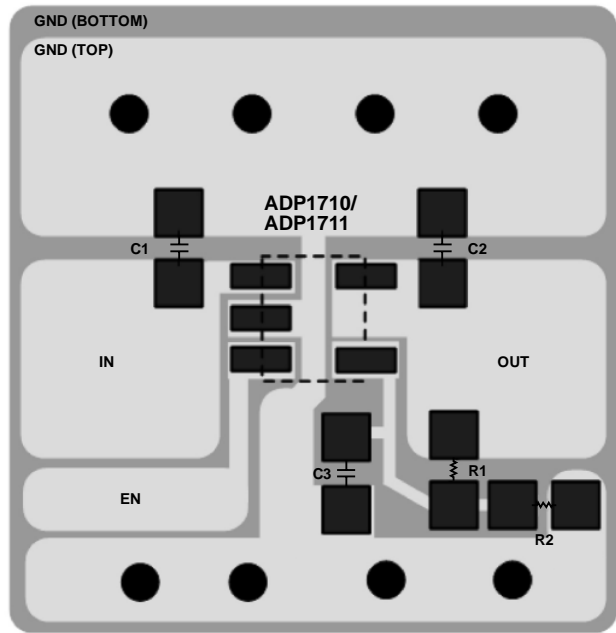 GND (BOTTOM)
GND (TOP)
ADP1710/
ADP1711
C1
C2
IN
OUT
C3
R1
EN
R2